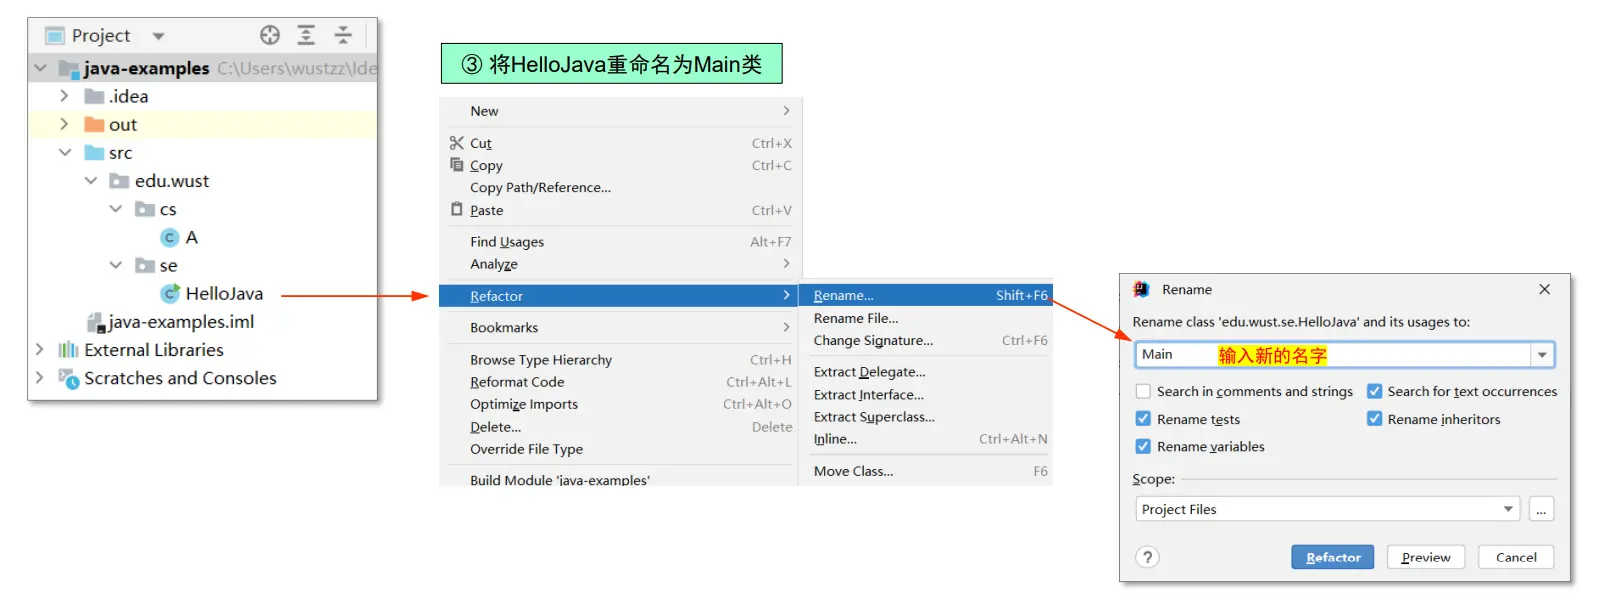 Project
java-examples C:\Users\wustzz\Ide
.idea
out
src
edu.wust
cs
A
se
HelloJava
java-examples.iml
External Libraries
Scratches and Consoles
③ 将HelloJava重命名为Main类
New
Cut Ctrl+X
Copy Ctrl+C
Copy Path/Reference...
Paste Ctrl+V
Find Usages Alt+F7
Analyze
Refactor
Bookmarks
Browse Type Hierarchy Ctrl+H
Reformat Code Ctrl+Alt+L
Optimize Imports Ctrl+Alt+O
Delete... Delete
Override File Type
Build Module 'java-examples'
Rename... Shift+F6
Rename File...
Change Signature... Ctrl+F6
Extract Delegate...
Extract Interface...
Extract Superclass...
Inline... Ctrl+Alt+N
Move Class... F6
Rename
Rename class 'edu.wust.se.HelloJava' and its usages to:
Main 输入新的名字
Search in comments and strings Search for text occurrences
Rename tests Rename inheritors
Rename variables
Scope:
Project Files ...
? Refactor Preview Cancel